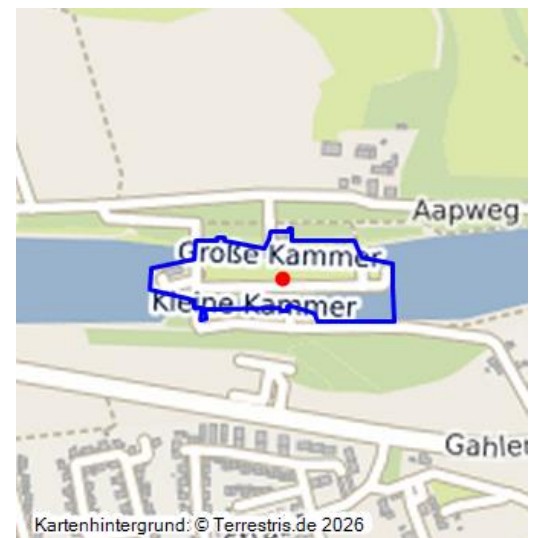 Aapweg
Große Kammer
Kleine Kammer
Gahle
Kartenhintergrund: © Terrestris.de 2026